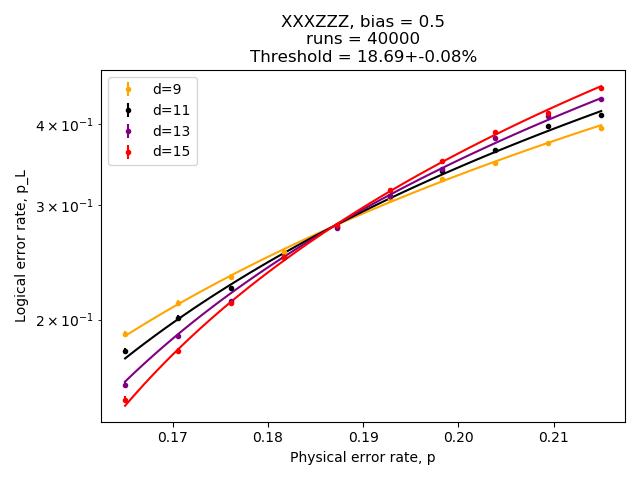 XXXZZZ, bias = 0.5
runs = 40000
Threshold = 18.69+-0.08%
d=9
d=11
d=13
d=15
4 × 10⁻¹
3 × 10⁻¹
2 × 10⁻¹
Logical error rate, p_L
0.17 0.18 0.19 0.20 0.21
Physical error rate, p